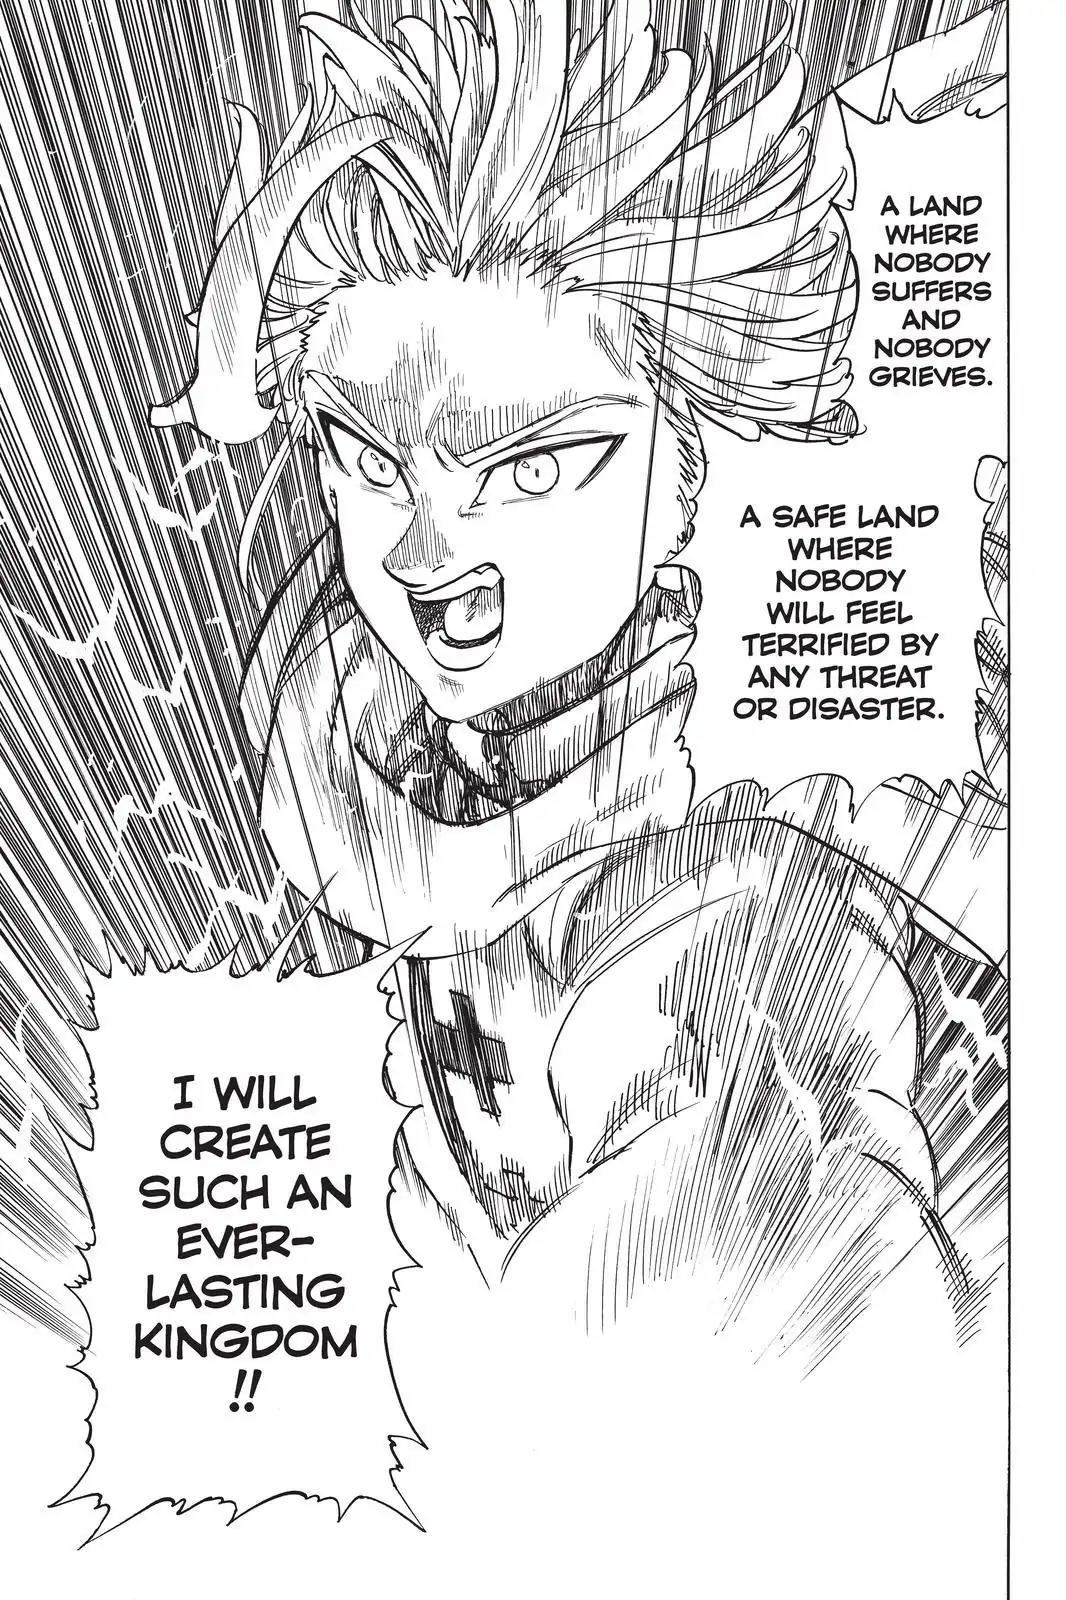 A LAND
WHERE
NOBODY
SUFFERS
AND
NOBODY
GRIEVES.
A SAFE LAND
WHERE
NOBODY
WILL FEEL
TERRIFIED BY
ANY THREAT
OR DISASTER.
I WILL
CREATE
SUCH AN
EVER-
LASTING
KINGDOM
!!